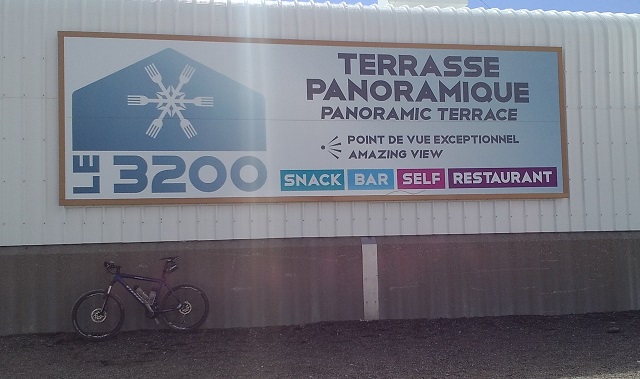 LE 3200
TERRASSE
PANORAMIQUE
PANORAMIC TERRACE
POINT DE VUE EXCEPTIONNEL
AMAZING VIEW
SNACK BAR SELF RESTAURANT